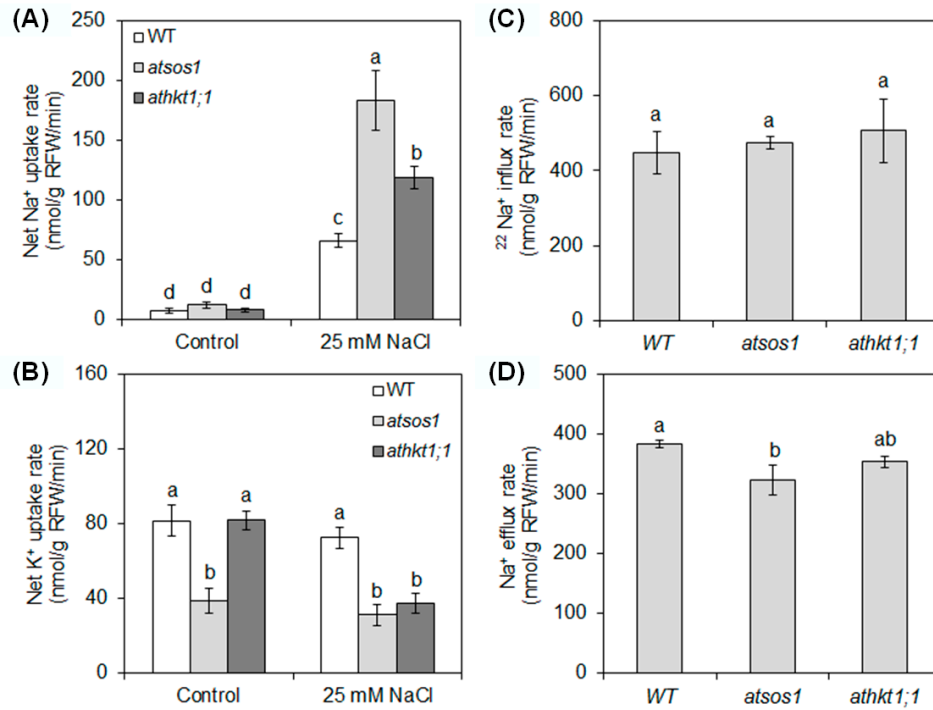 (A)
Net Na⁺ uptake rate
(nmol/g RFW/min)
250
200
150
100
50
0
WT
atsos1
athkt1;1
d
d
d
c
a
b
Control
25 mM NaCl
(C)
²² Na⁺ influx rate
(nmol/g RFW/min)
800
600
400
200
0
a
a
a
WT
atsos1
athkt1;1
(B)
Net K⁺ uptake rate
(nmol/g RFW/min)
160
120
80
40
0
WT
atsos1
athkt1;1
a
b
a
a
b
b
Control
25 mM NaCl
(D)
Na⁺ efflux rate
(nmol/g RFW/min)
500
400
300
200
100
0
a
b
ab
WT
atsos1
athkt1;1